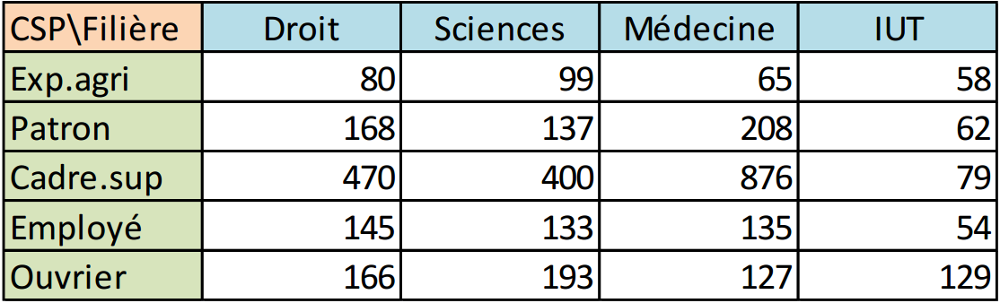 CSP\Filière Droit Sciences Médecine IUT
Exp.agri 80 99 65 58
Patron 168 137 208 62
Cadre.sup 470 400 876 79
Employé 145 133 135 54
Ouvrier 166 193 127 129